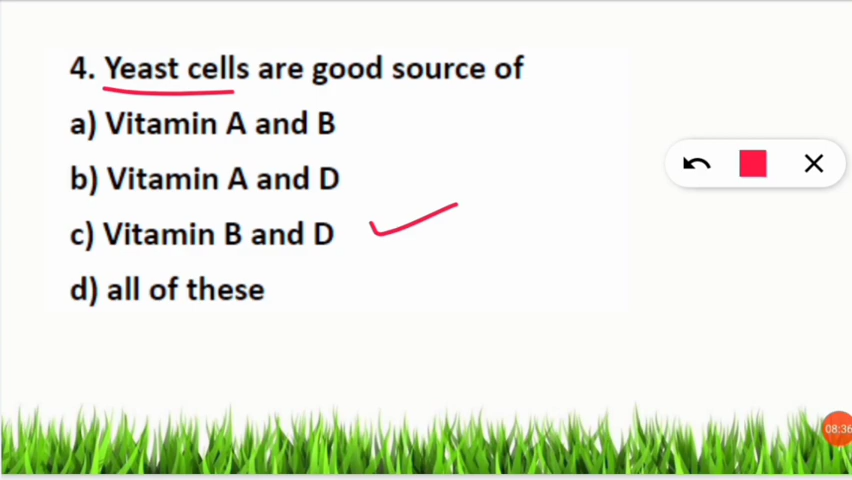 4. Yeast cells are good source of
a) Vitamin A and B
b) Vitamin A and D
c) Vitamin B and D
d) all of these
08:36